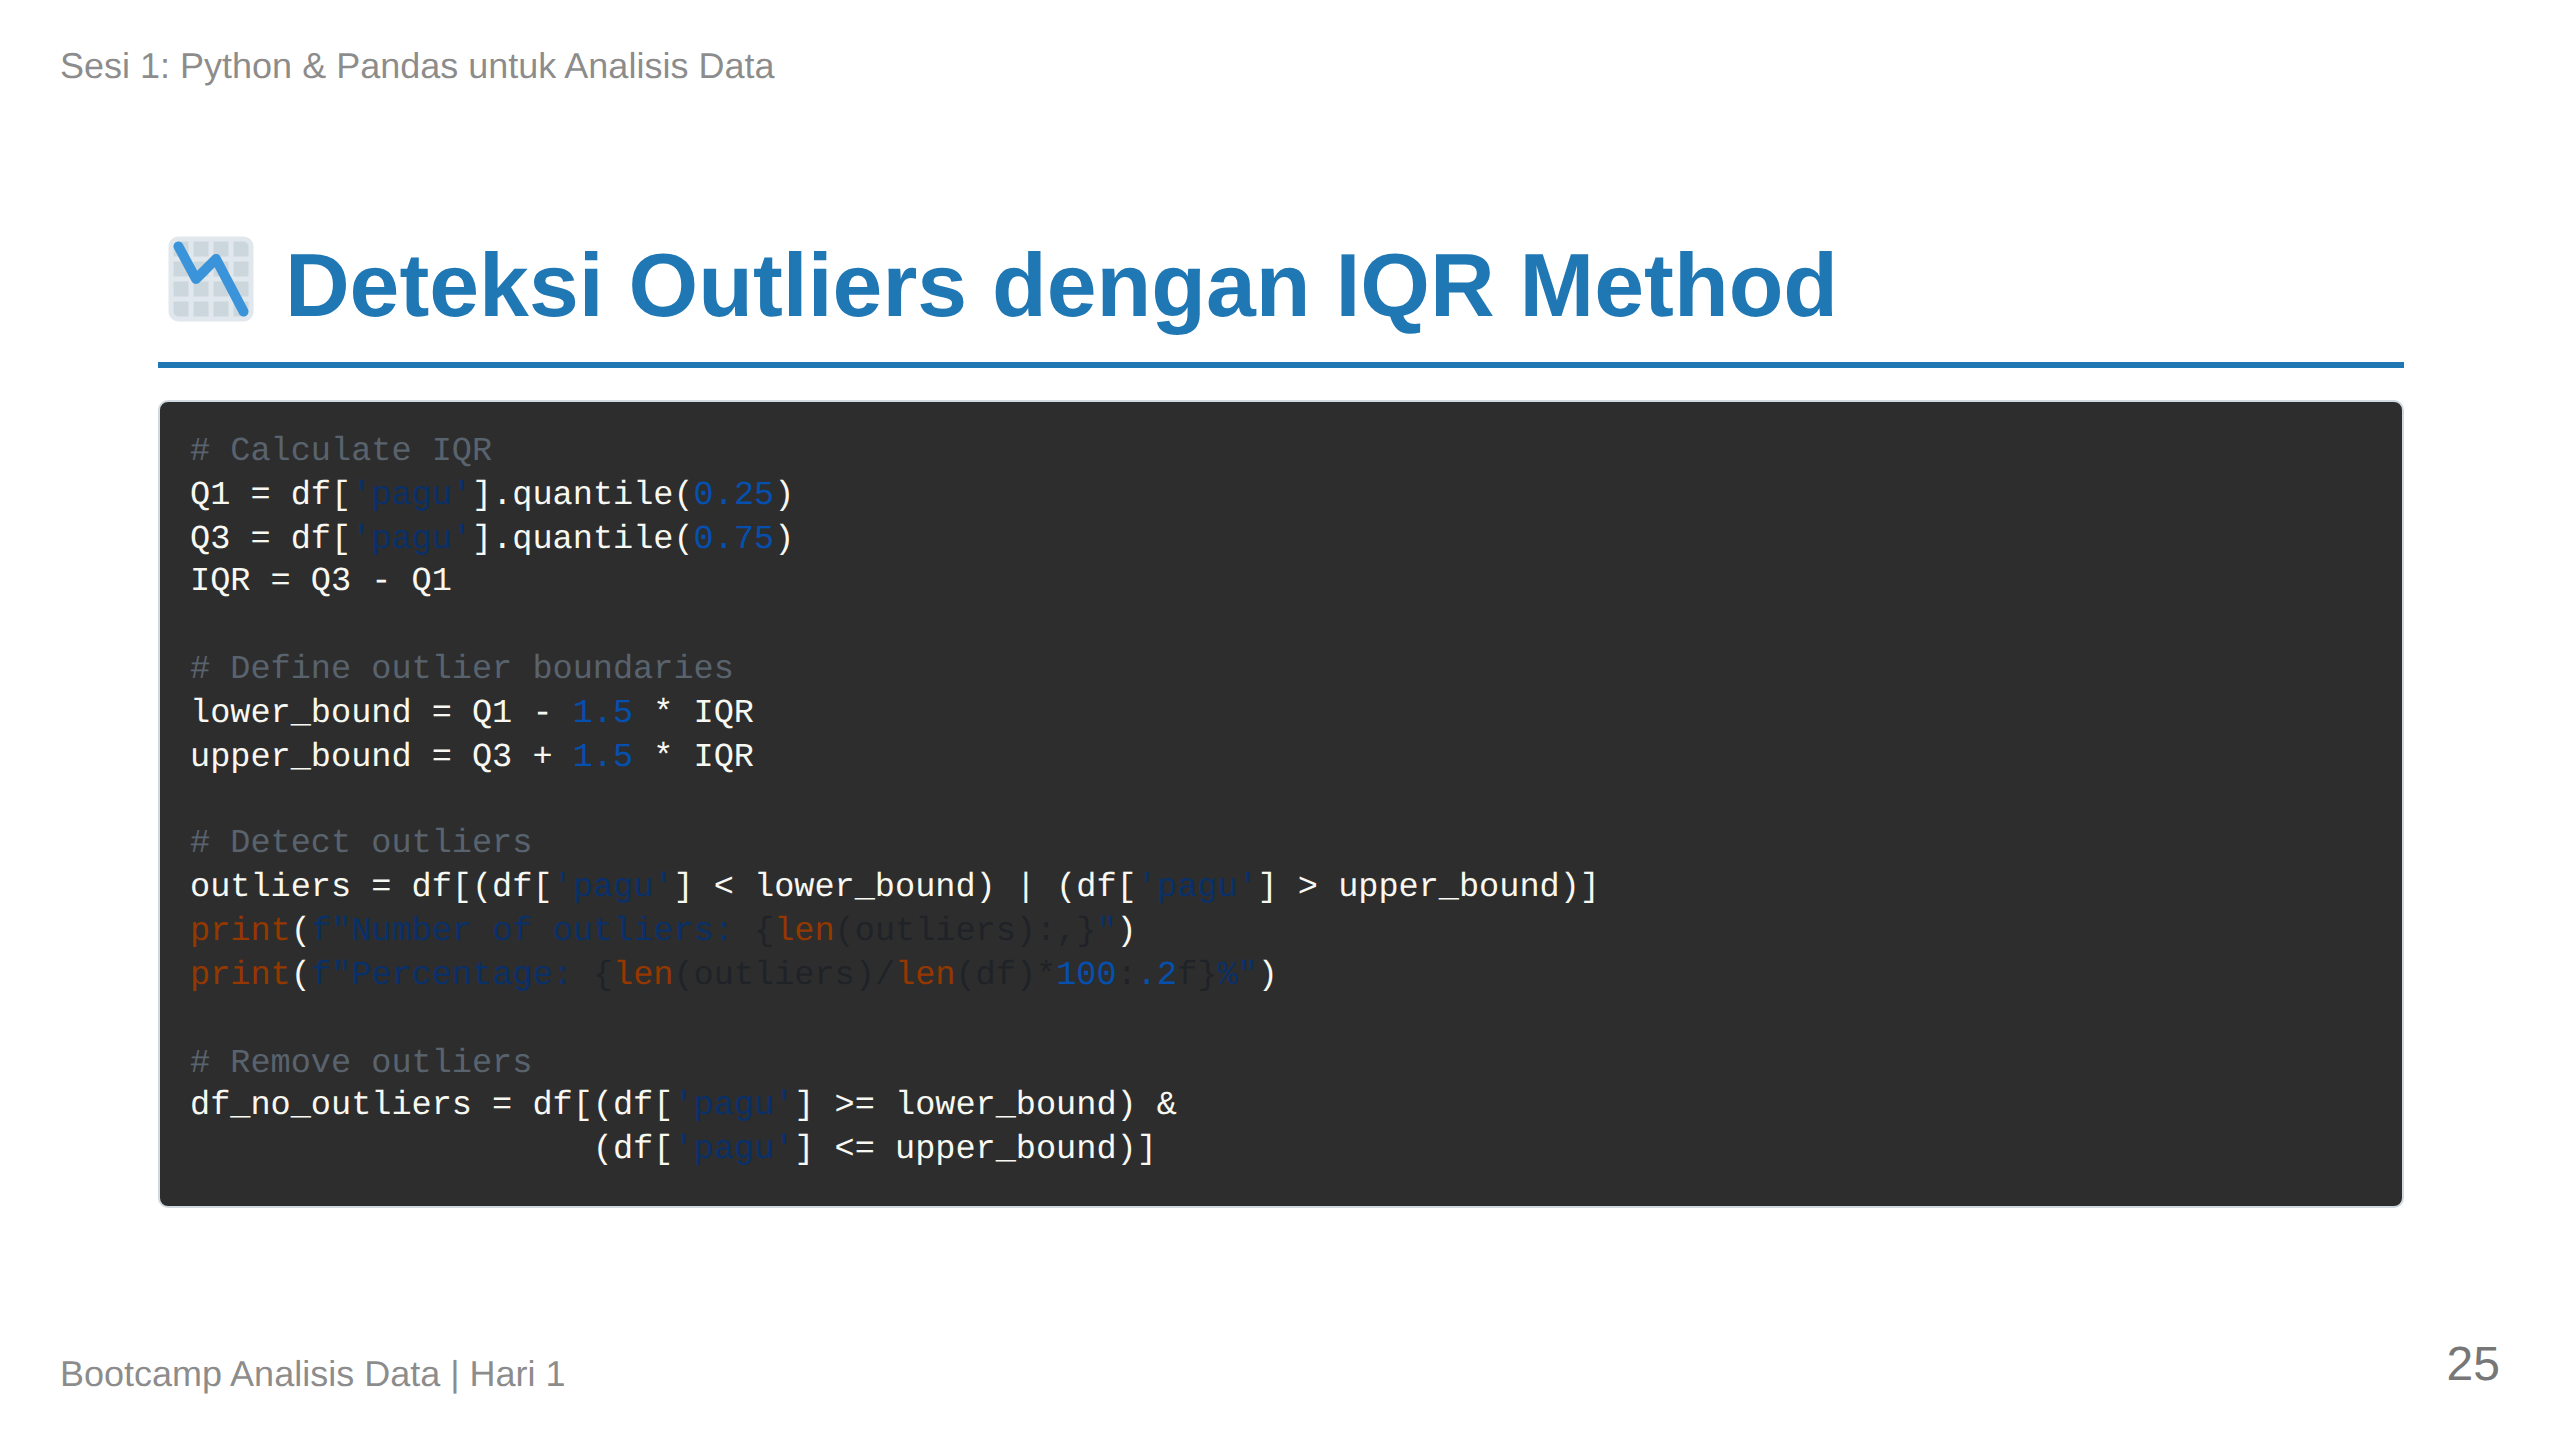 Sesi 1: Python & Pandas untuk Analisis Data
Deteksi Outliers dengan IQR Method
# Calculate IQR
Q1 = df['pagu'].quantile(0.25)
Q3 = df['pagu'].quantile(0.75)
IQR = Q3 - Q1
# Define outlier boundaries
lower_bound = Q1 - 1.5 * IQR
upper_bound = Q3 + 1.5 * IQR
# Detect outliers
outliers = df[(df['pagu'] < lower_bound) | (df['pagu'] > upper_bound)]
print(f"Number of outliers: {len(outliers):,}")
print(f"Percentage: {len(outliers)/len(df)*100:.2f}%")
# Remove outliers
df_no_outliers = df[(df['pagu'] >= lower_bound) &
                    (df['pagu'] <= upper_bound)]
Bootcamp Analisis Data | Hari 1
25